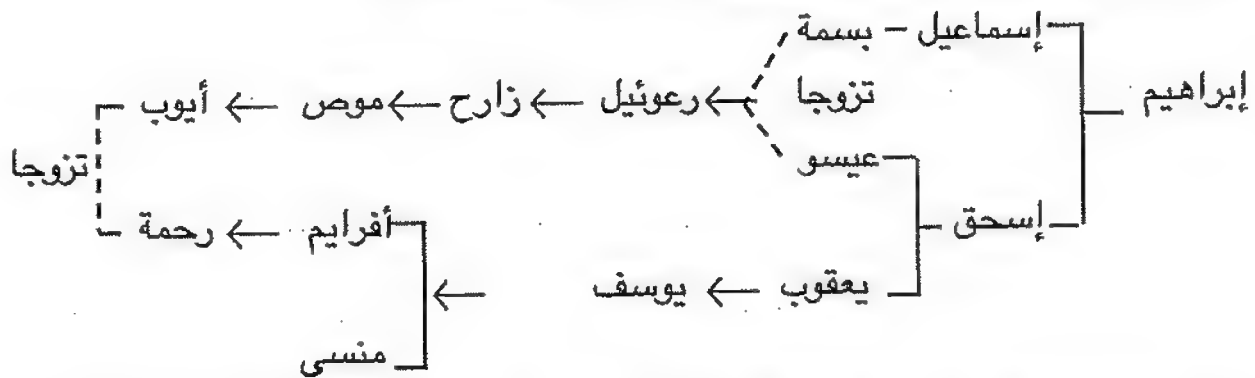 إسماعيل – بسمة
إبراهيم تزوجا رعوئيل زارح موص أيوب
عيسو تزوجا
إسحق أفرايم رحمة
يعقوب يوسف
منسى